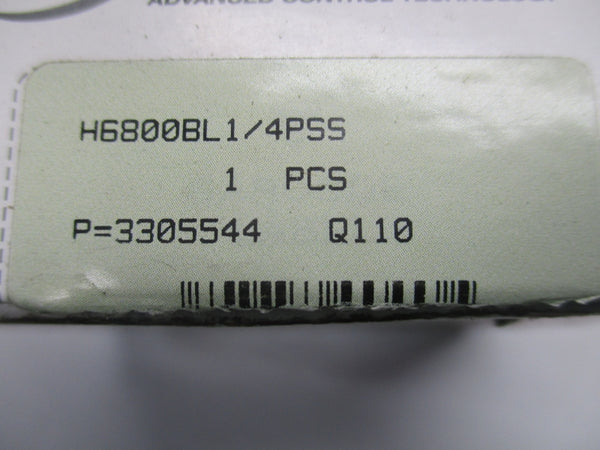 ADVANCED CONTROL TECHNOLOGY
H6800BL1/4PSS
1 PCS
P=3305544 Q110